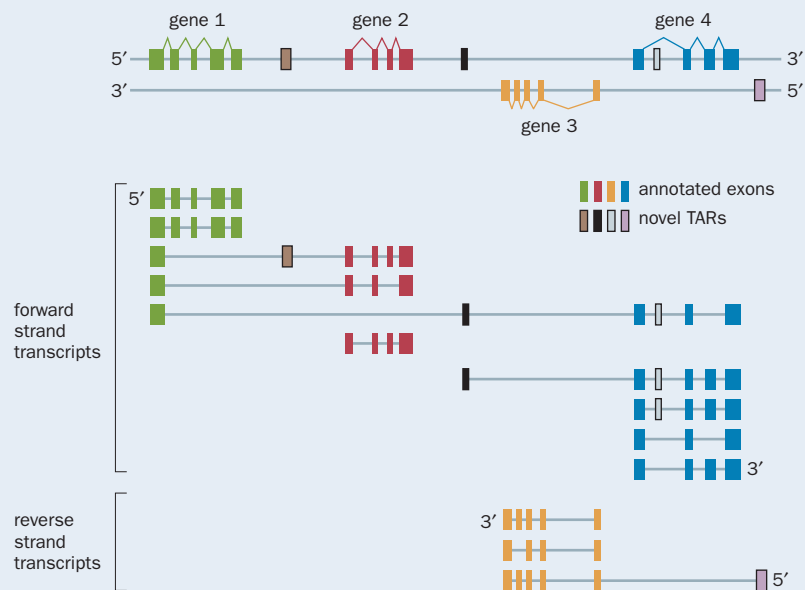 gene 1
gene 2
gene 4
5′
3′
3′
5′
gene 3
5′
annotated exons
novel TARs
forward
strand
transcripts
3′
reverse
strand
transcripts
3′
5′